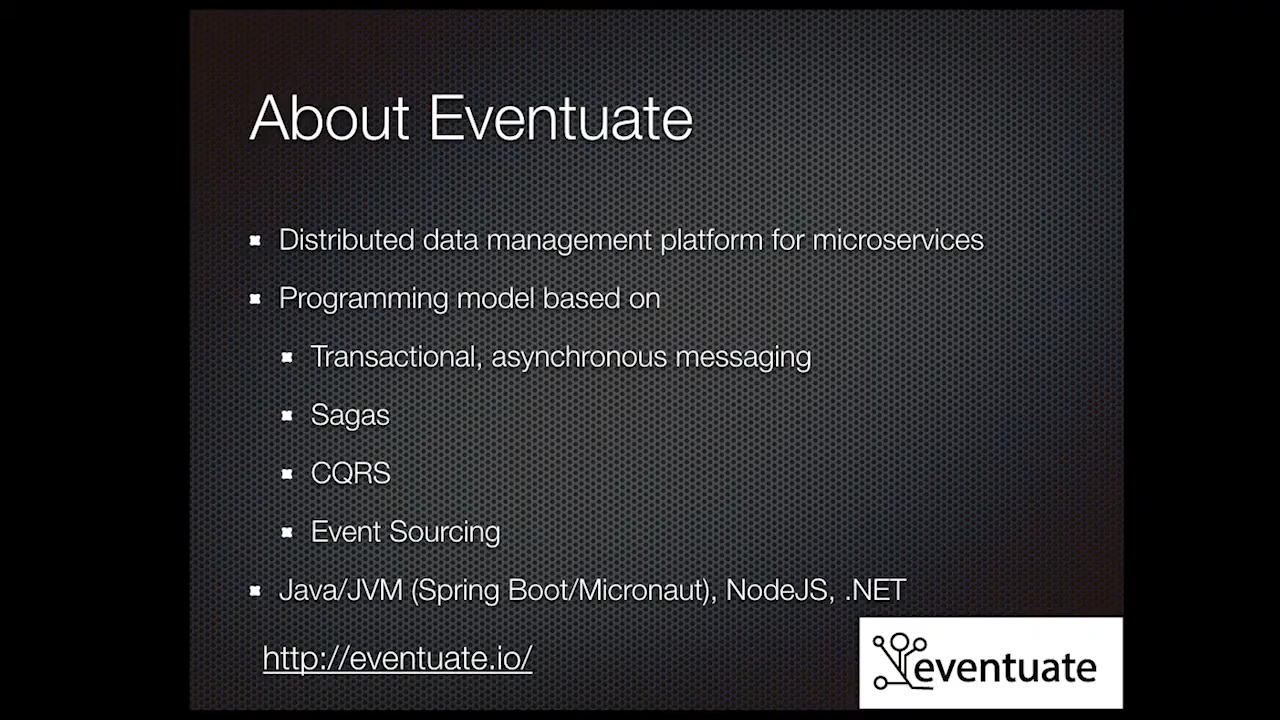 About Eventuate
Distributed data management platform for microservices
Programming model based on
Transactional, asynchronous messaging
Sagas
CQRS
Event Sourcing
Java/JVM (Spring Boot/Micronaut), NodeJS, .NET
http://eventuate.io/
eventuate